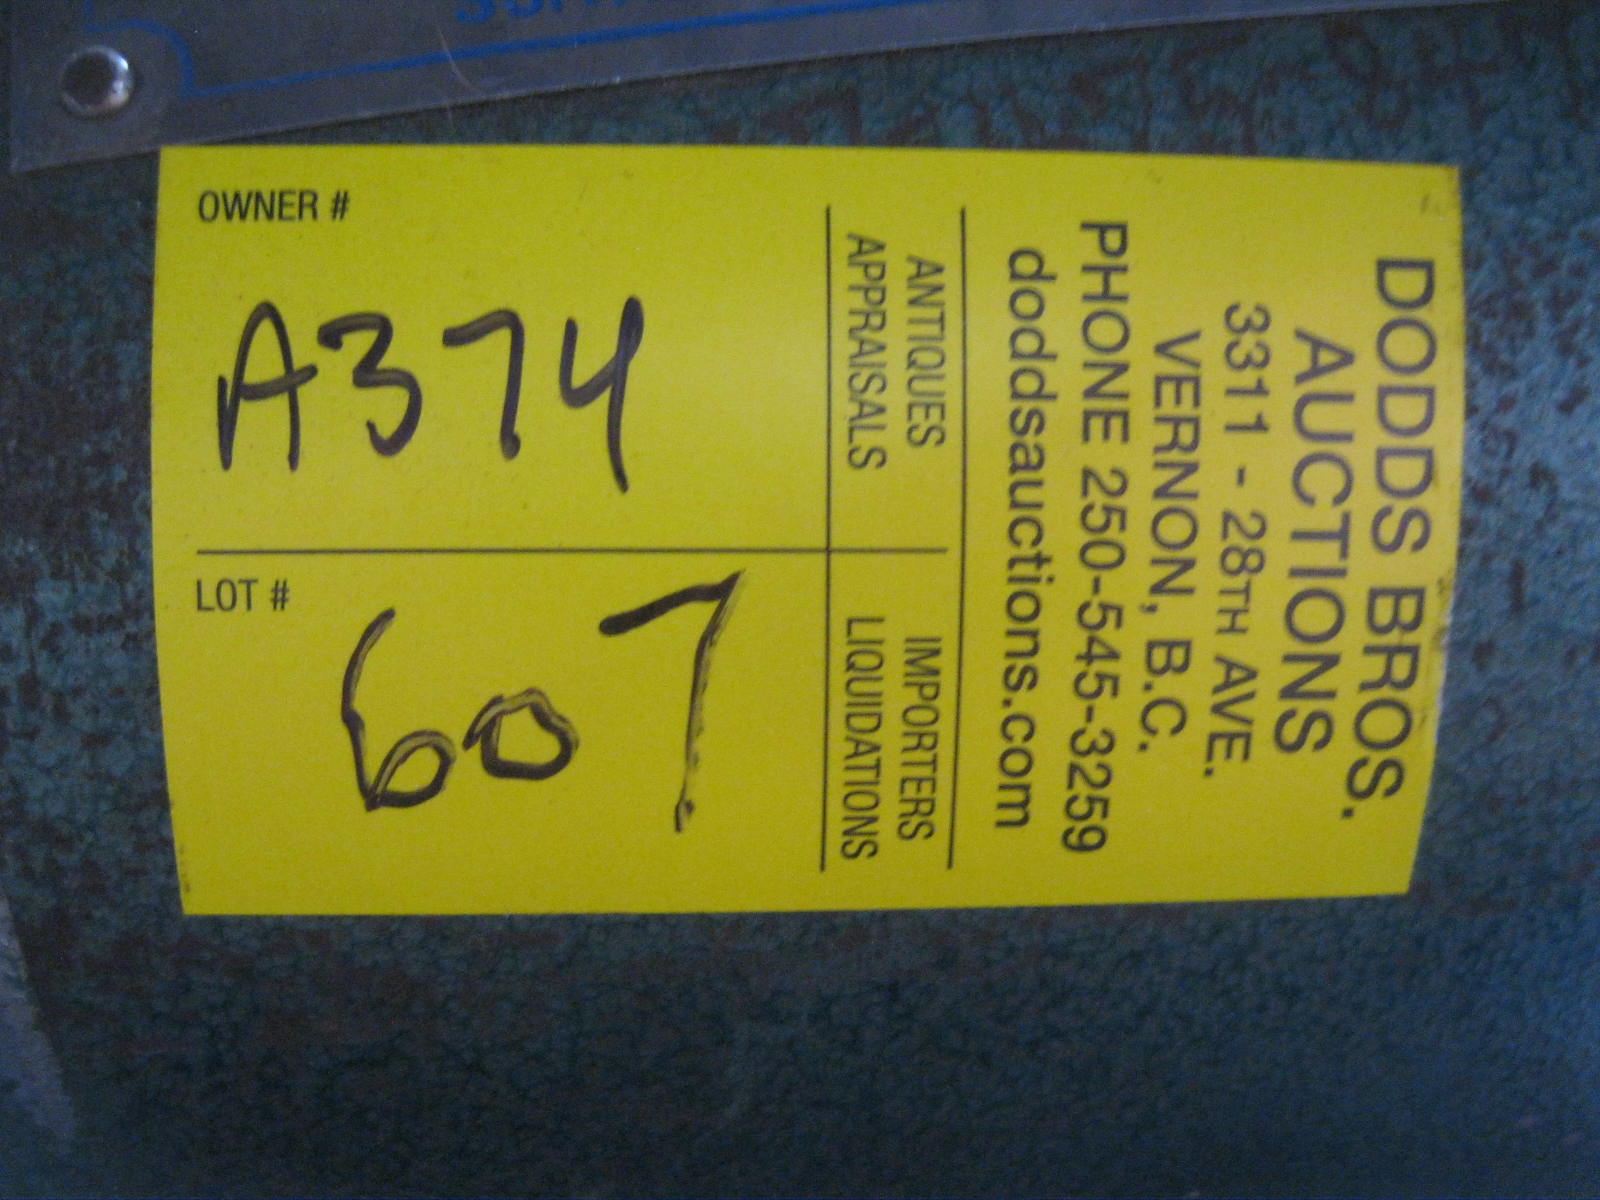 DODDS BROS.
AUCTIONS
3311 - 28TH AVE.
VERNON, B.C.
PHONE 250-545-3259
doddsauctions.com
ANTIQUES
APPRAISALS
IMPORTERS
LIQUIDATIONS
OWNER #
A374
LOT #
607